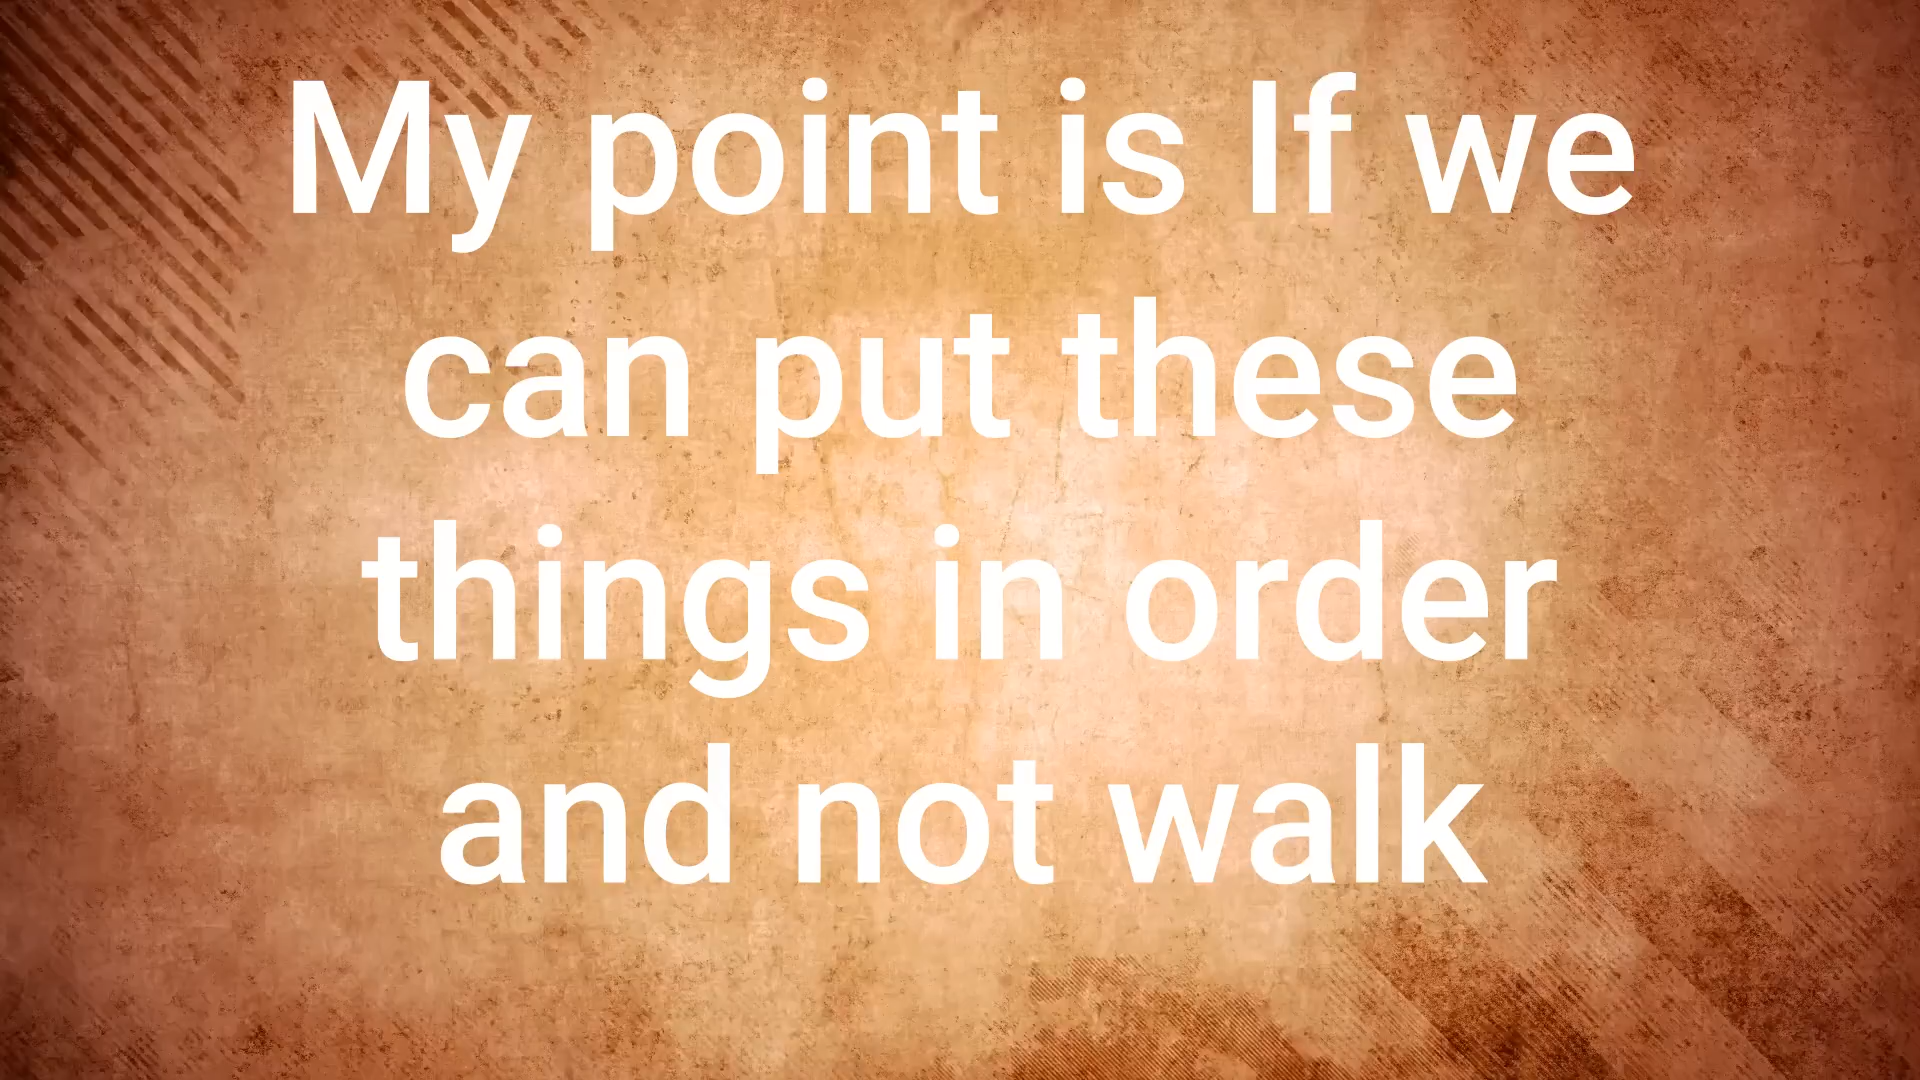 My point is If we
can put these
things in order
and not walk